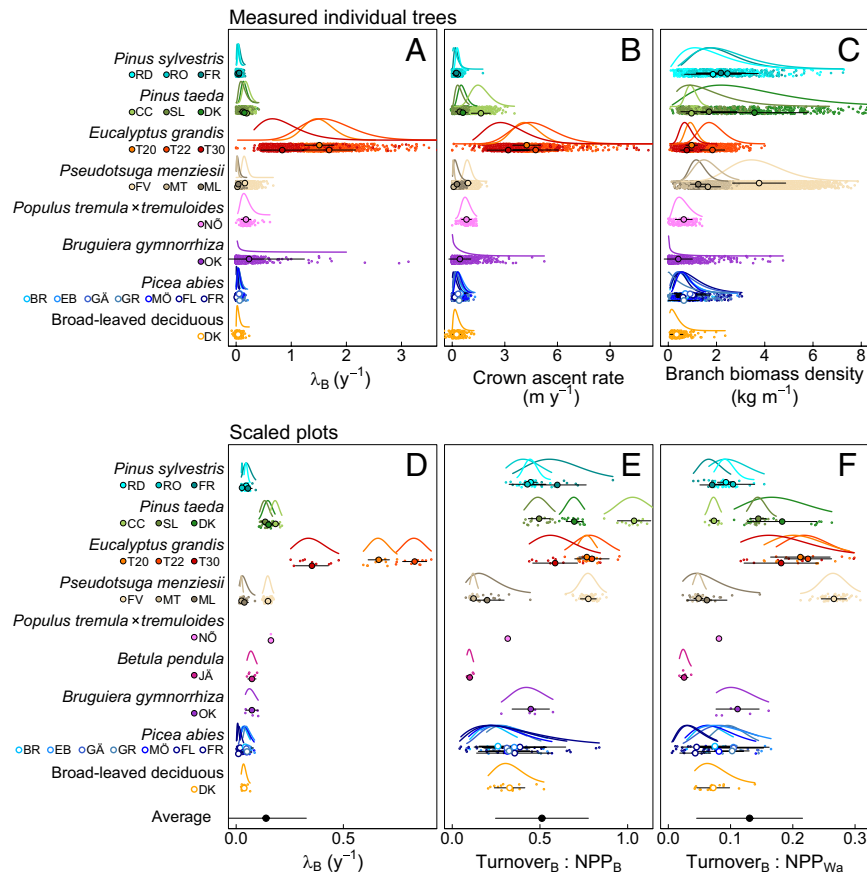 Measured individual trees
A
B
C
Pinus sylvestris
RD RO FR
Pinus taeda
CC SL DK
Eucalyptus grandis
T20 T22 T30
Pseudotsuga menziesii
FV MT ML
Populus tremula × tremuloides
NÕ
Bruguiera gymnorrhiza
OK
Picea abies
BR EB GÄ GR MÖ FL FR
Broad-leaved deciduous
DK
0 1 2 3
0 3 6 9
0 2 4 6 8
λB (y⁻¹)
Crown ascent rate
(m y⁻¹)
Branch biomass density
(kg m⁻¹)
Scaled plots
D
E
F
Pinus sylvestris
RD RO FR
Pinus taeda
CC SL DK
Eucalyptus grandis
T20 T22 T30
Pseudotsuga menziesii
FV MT ML
Populus tremula × tremuloides
NÕ
Betula pendula
JÄ
Bruguiera gymnorrhiza
OK
Picea abies
BR EB GÄ GR MÖ FL FR
Broad-leaved deciduous
DK
Average
0.0 0.5
0.0 0.5 1.0
0.0 0.1 0.2 0.3
λB (y⁻¹)
TurnoverB : NPPB
TurnoverB : NPPWa